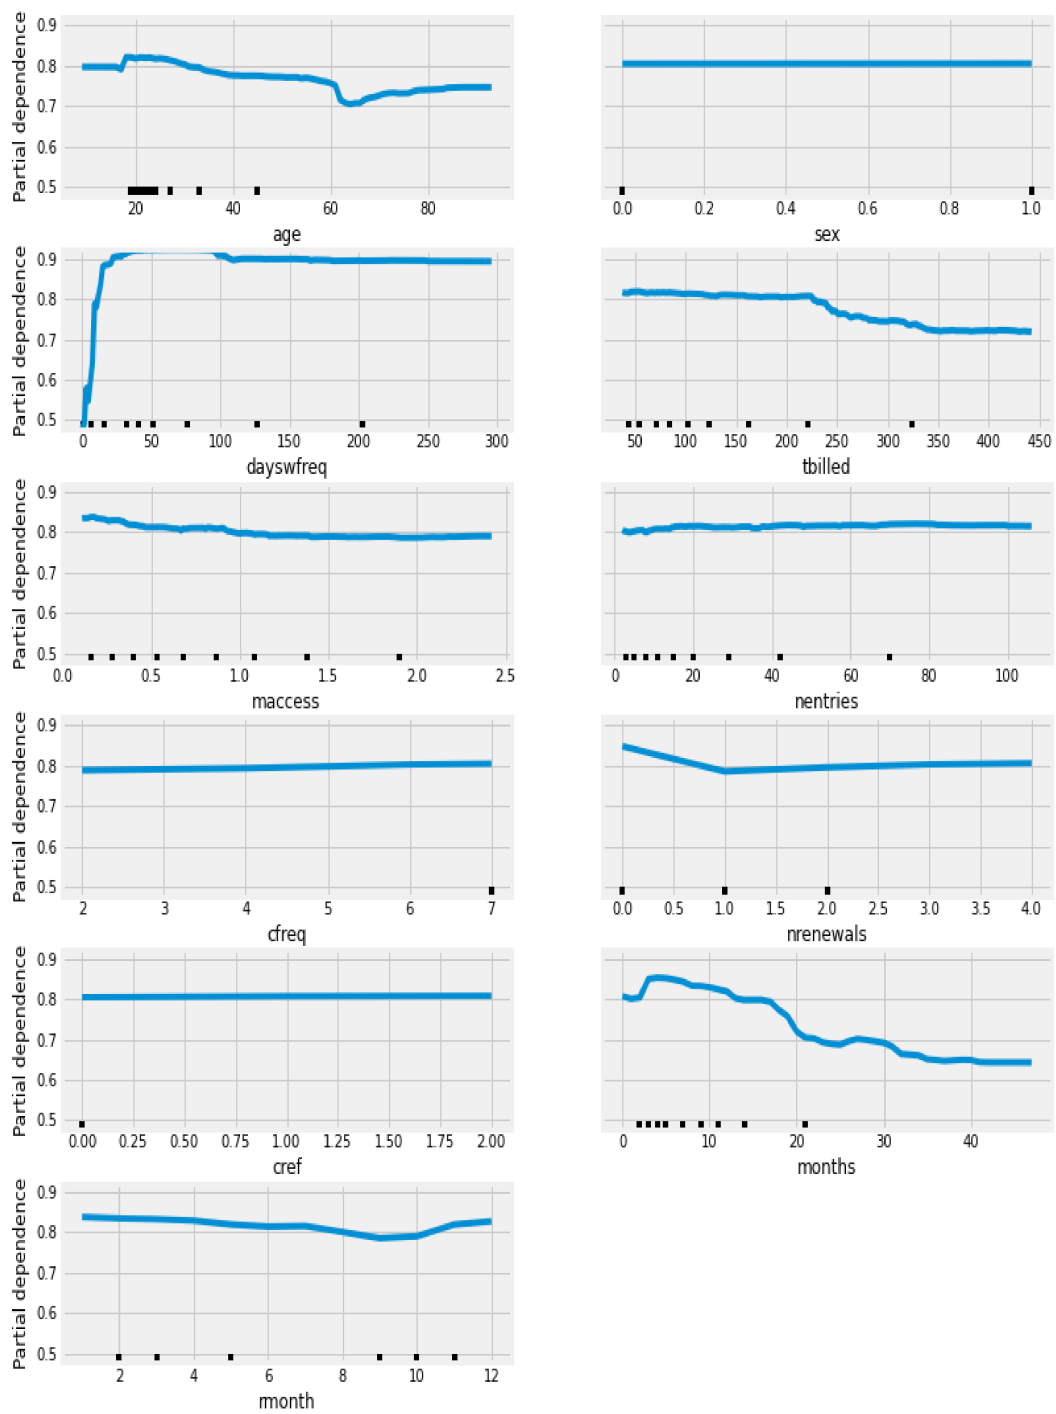 0.9
0.8
0.7
0.6
0.5
Partial dependence
20 40 60 80
age
0.0 0.2 0.4 0.6 0.8 1.0
sex
0.9
0.8
0.7
0.6
0.5
Partial dependence
0 50 100 150 200 250 300
dayswfreq
50 100 150 200 250 300 350 400 450
tbilled
0.9
0.8
0.7
0.6
0.5
Partial dependence
0.0 0.5 1.0 1.5 2.0 2.5
maccess
0 20 40 60 80 100
nentries
0.9
0.8
0.7
0.6
0.5
Partial dependence
2 3 4 5 6 7
cfreq
0.0 0.5 1.0 1.5 2.0 2.5 3.0 3.5 4.0
nrenewals
0.9
0.8
0.7
0.6
0.5
Partial dependence
0.00 0.25 0.50 0.75 1.00 1.25 1.50 1.75 2.00
cref
0 10 20 30 40
months
0.9
0.8
0.7
0.6
0.5
Partial dependence
2 4 6 8 10 12
rmonth